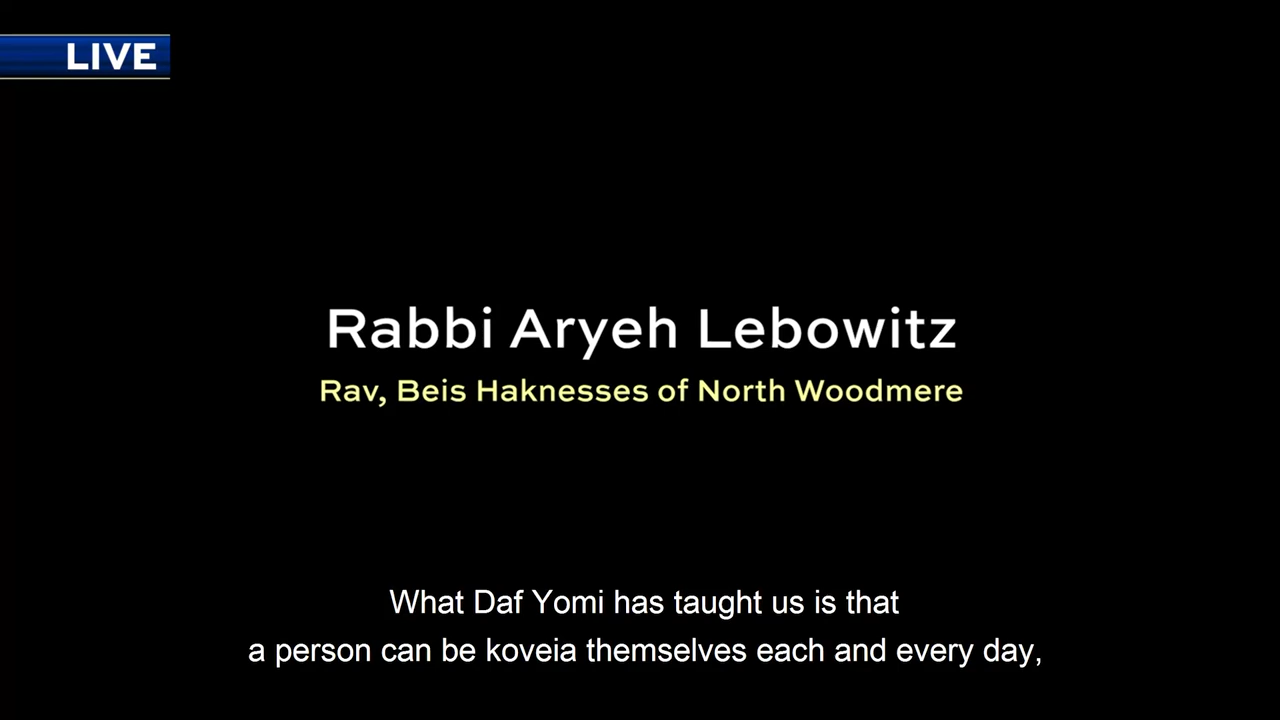 LIVE
Rabbi Aryeh Lebowitz
Rav, Beis Haknesses of North Woodmere
What Daf Yomi has taught us is that
a person can be koveia themselves each and every day,